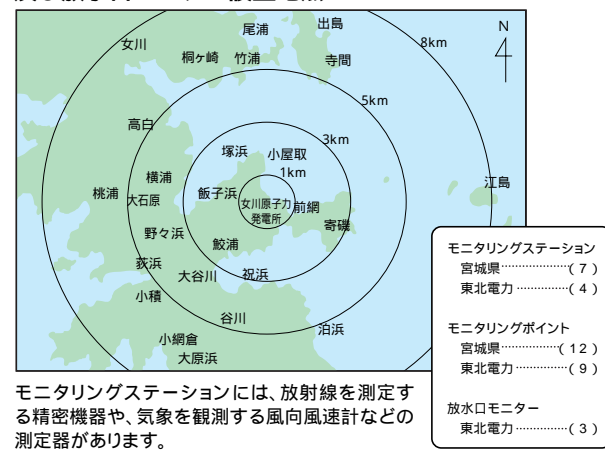 女川
尾浦
出島
桐ヶ崎
竹浦
寺間
8km
N
5km
高白
3km
塚浜
小屋取
1km
横浦
桃浦
大石原
飯子浜
女川原子力
発電所
前網
寄磯
江島
野々浜
鮫浦
荻浜
大谷川
祝浜
小積
谷川
泊浜
小網倉
大原浜
モニタリングステーション
宮城県………………(7)
東北電力……………(4)
モニタリングポイント
宮城県………………(12)
東北電力……………(9)
放水口モニター
東北電力……………(3)
モニタリングステーションには、放射線を測定す
る精密機器や、気象を観測する風向風速計などの
測定器があります。